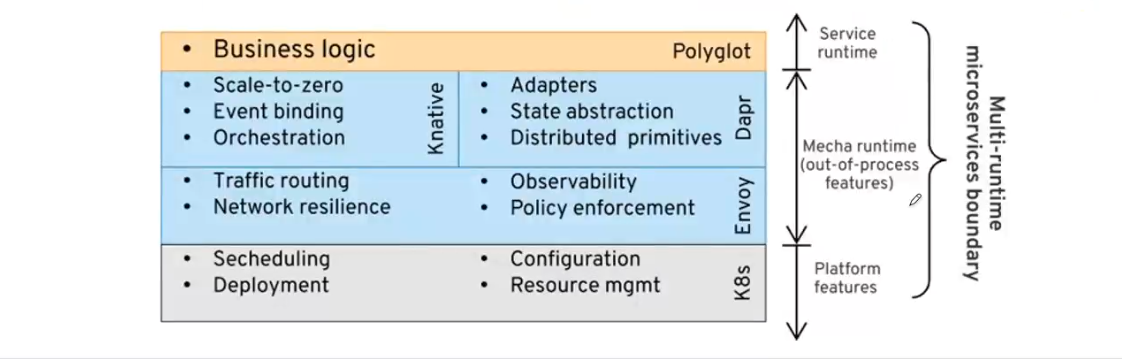 • Business logic
Polyglot
• Scale-to-zero
• Event binding
• Orchestration
Knative
• Adapters
• State abstraction
• Distributed primitives
Dapr
• Traffic routing
• Network resilience
• Observability
• Policy enforcement
Envoy
• Secheduling
• Deployment
• Configuration
• Resource mgmt
K8s
Service
runtime
Mecha runtime
(out-of-process
features)
Platform
features
Multi-runtime
microservices boundary